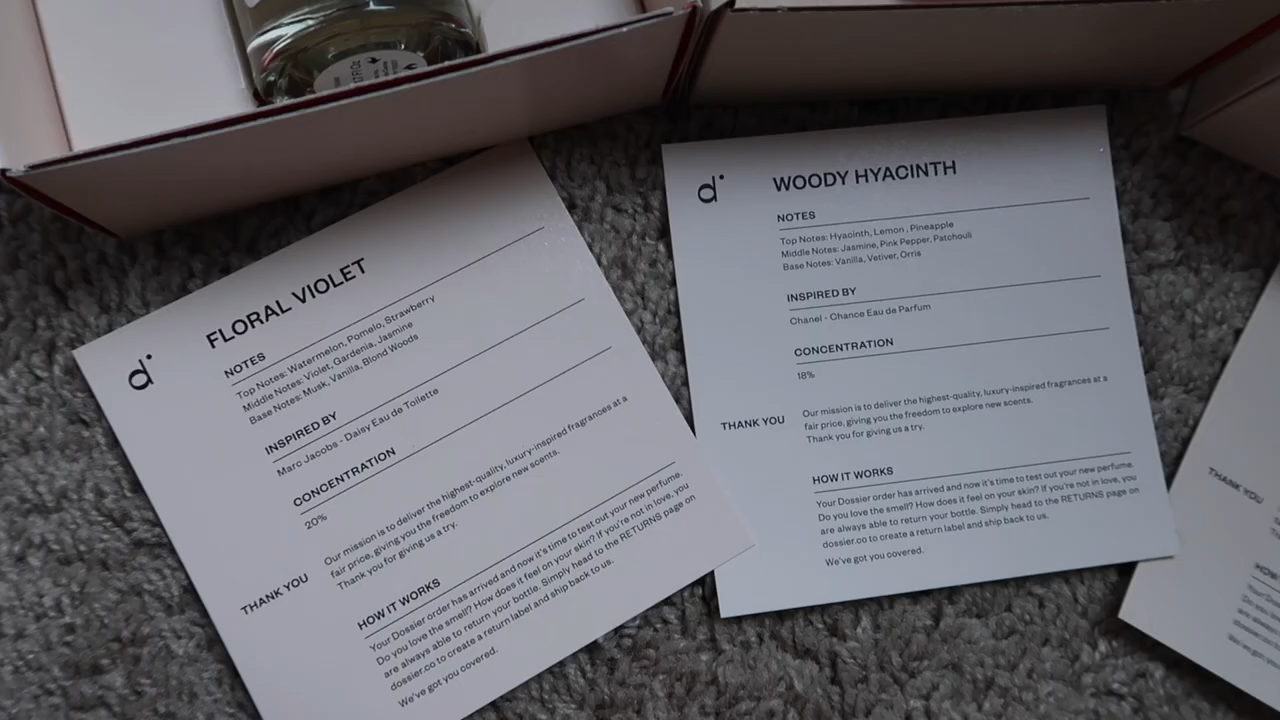 d'
FLORAL VIOLET
NOTES
Top Notes: Watermelon, Pomelo, Strawberry
Middle Notes: Violet, Gardenia, Jasmine
Base Notes: Musk, Vanilla, Blond Woods
INSPIRED BY
Marc Jacobs - Daisy Eau de Toilette
CONCENTRATION
20%
THANK YOU
Our mission is to deliver the highest-quality, luxury-inspired fragrances at a
fair price, giving you the freedom to explore new scents.
Thank you for giving us a try.
HOW IT WORKS
Your Dossier order has arrived and now it's time to test out your new perfume.
Do you love the smell? How does it feel on your skin? If you're not in love, you
are always able to return your bottle. Simply head to the RETURNS page on
dossier.co to create a return label and ship back to us.
We've got you covered.
d'
WOODY HYACINTH
NOTES
Top Notes: Hyacinth, Lemon , Pineapple
Middle Notes: Jasmine, Pink Pepper, Patchouli
Base Notes: Vanilla, Vetiver, Orris
INSPIRED BY
Chanel - Chance Eau de Parfum
CONCENTRATION
18%
THANK YOU
Our mission is to deliver the highest-quality, luxury-inspired fragrances at a
fair price, giving you the freedom to explore new scents.
Thank you for giving us a try.
HOW IT WORKS
Your Dossier order has arrived and now it's time to test out your new perfume.
Do you love the smell? How does it feel on your skin? If you're not in love, you
are always able to return your bottle. Simply head to the RETURNS page on
dossier.co to create a return label and ship back to us.
We've got you covered.
THANK YOU